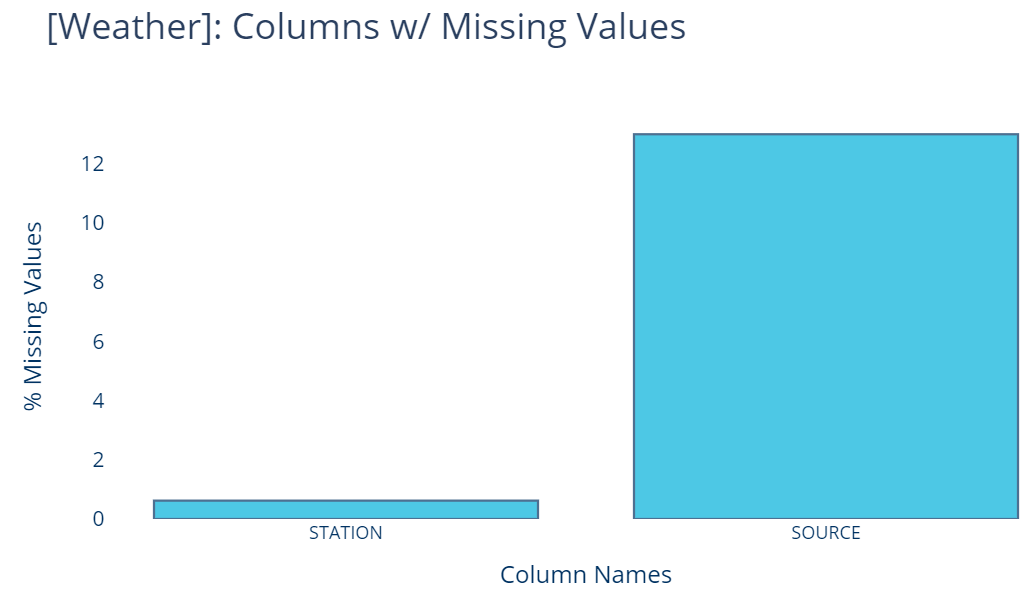 [Weather]: Columns w/ Missing Values
% Missing Values
12
10
8
6
4
2
0
STATION
SOURCE
Column Names